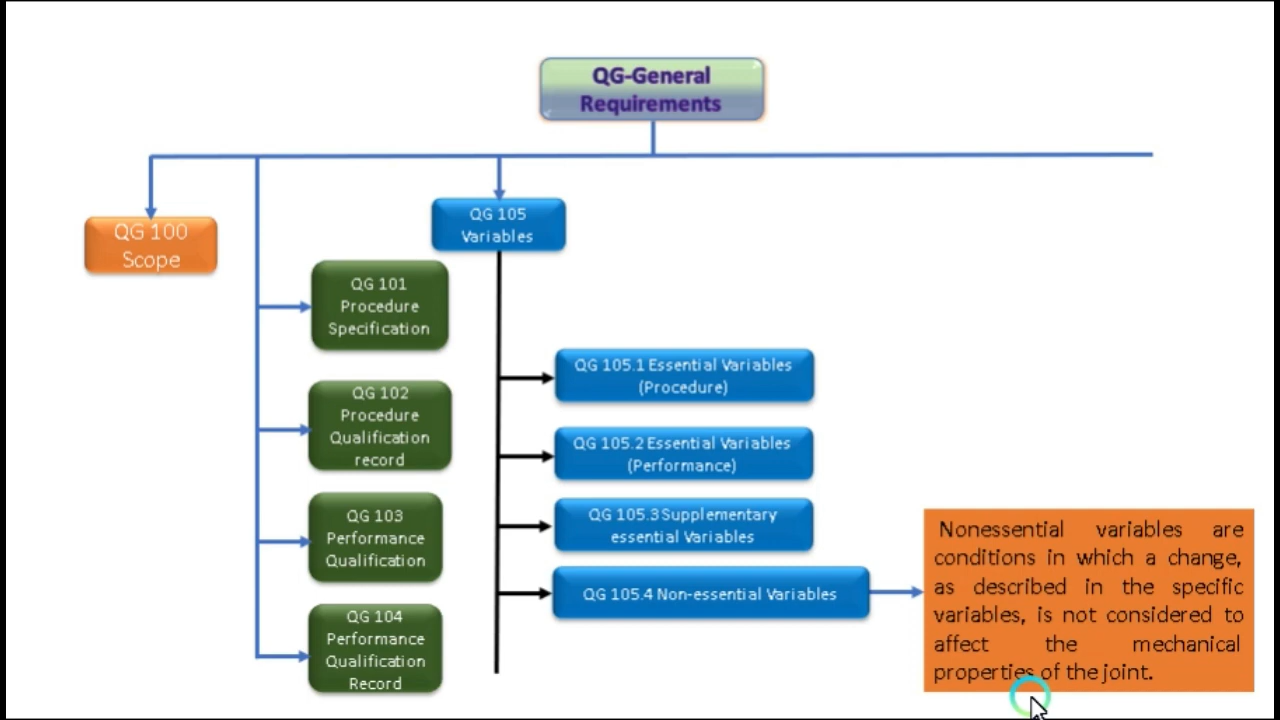 QG-General
Requirements
QG 100
Scope
QG 101
Procedure
Specification
QG 102
Procedure
Qualification
record
QG 103
Performance
Qualification
QG 104
Performance
Qualification
Record
QG 105
Variables
QG 105.1 Essential Variables
(Procedure)
QG 105.2 Essential Variables
(Performance)
QG 105.3 Supplementary
essential Variables
QG 105.4 Non-essential Variables
Nonessential variables are
conditions in which a change,
as described in the specific
variables, is not considered to
affect the mechanical
properties of the joint.